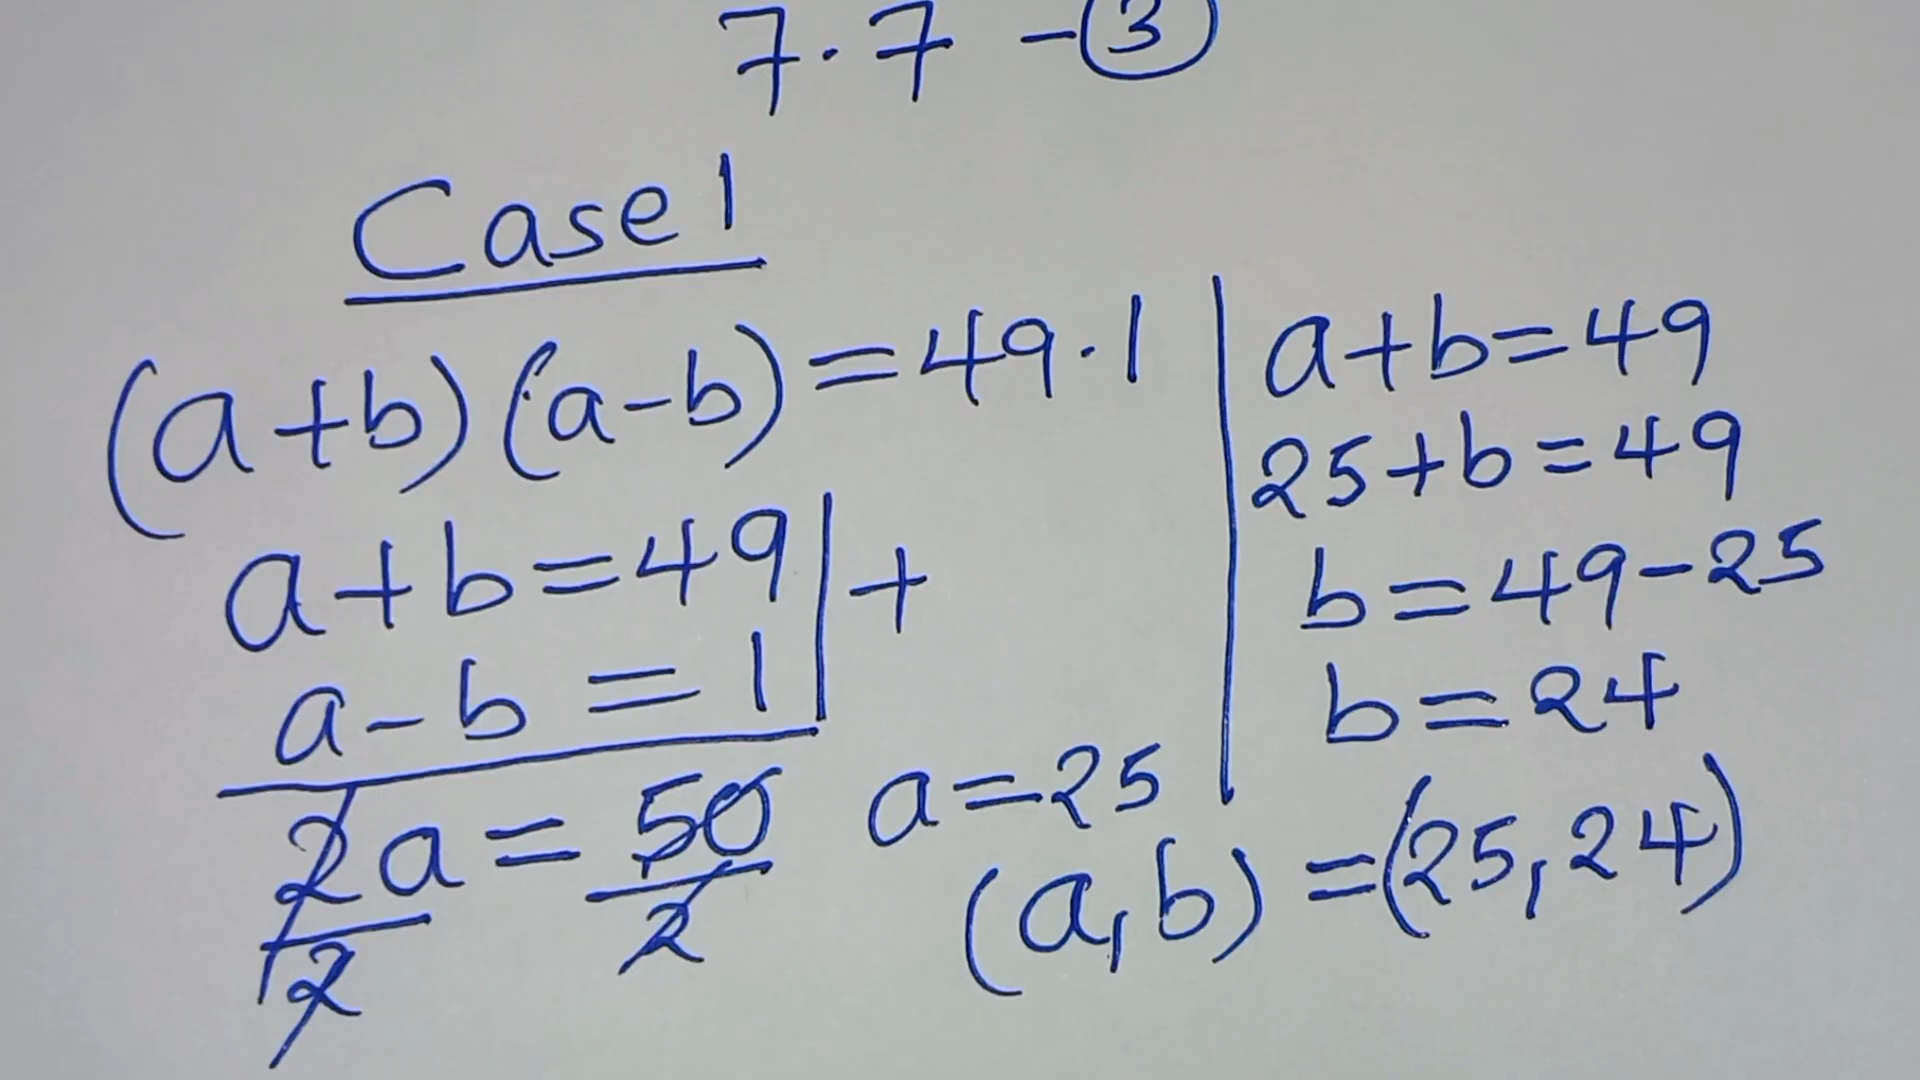 7.7 -③
Case 1
(a+b)(a-b)=49.1
a+b=49 | +
a-b=1
2a/2 = 50/2
a=25
a+b=49
25+b=49
b=49-25
b=24
(a,b)=(25,24)